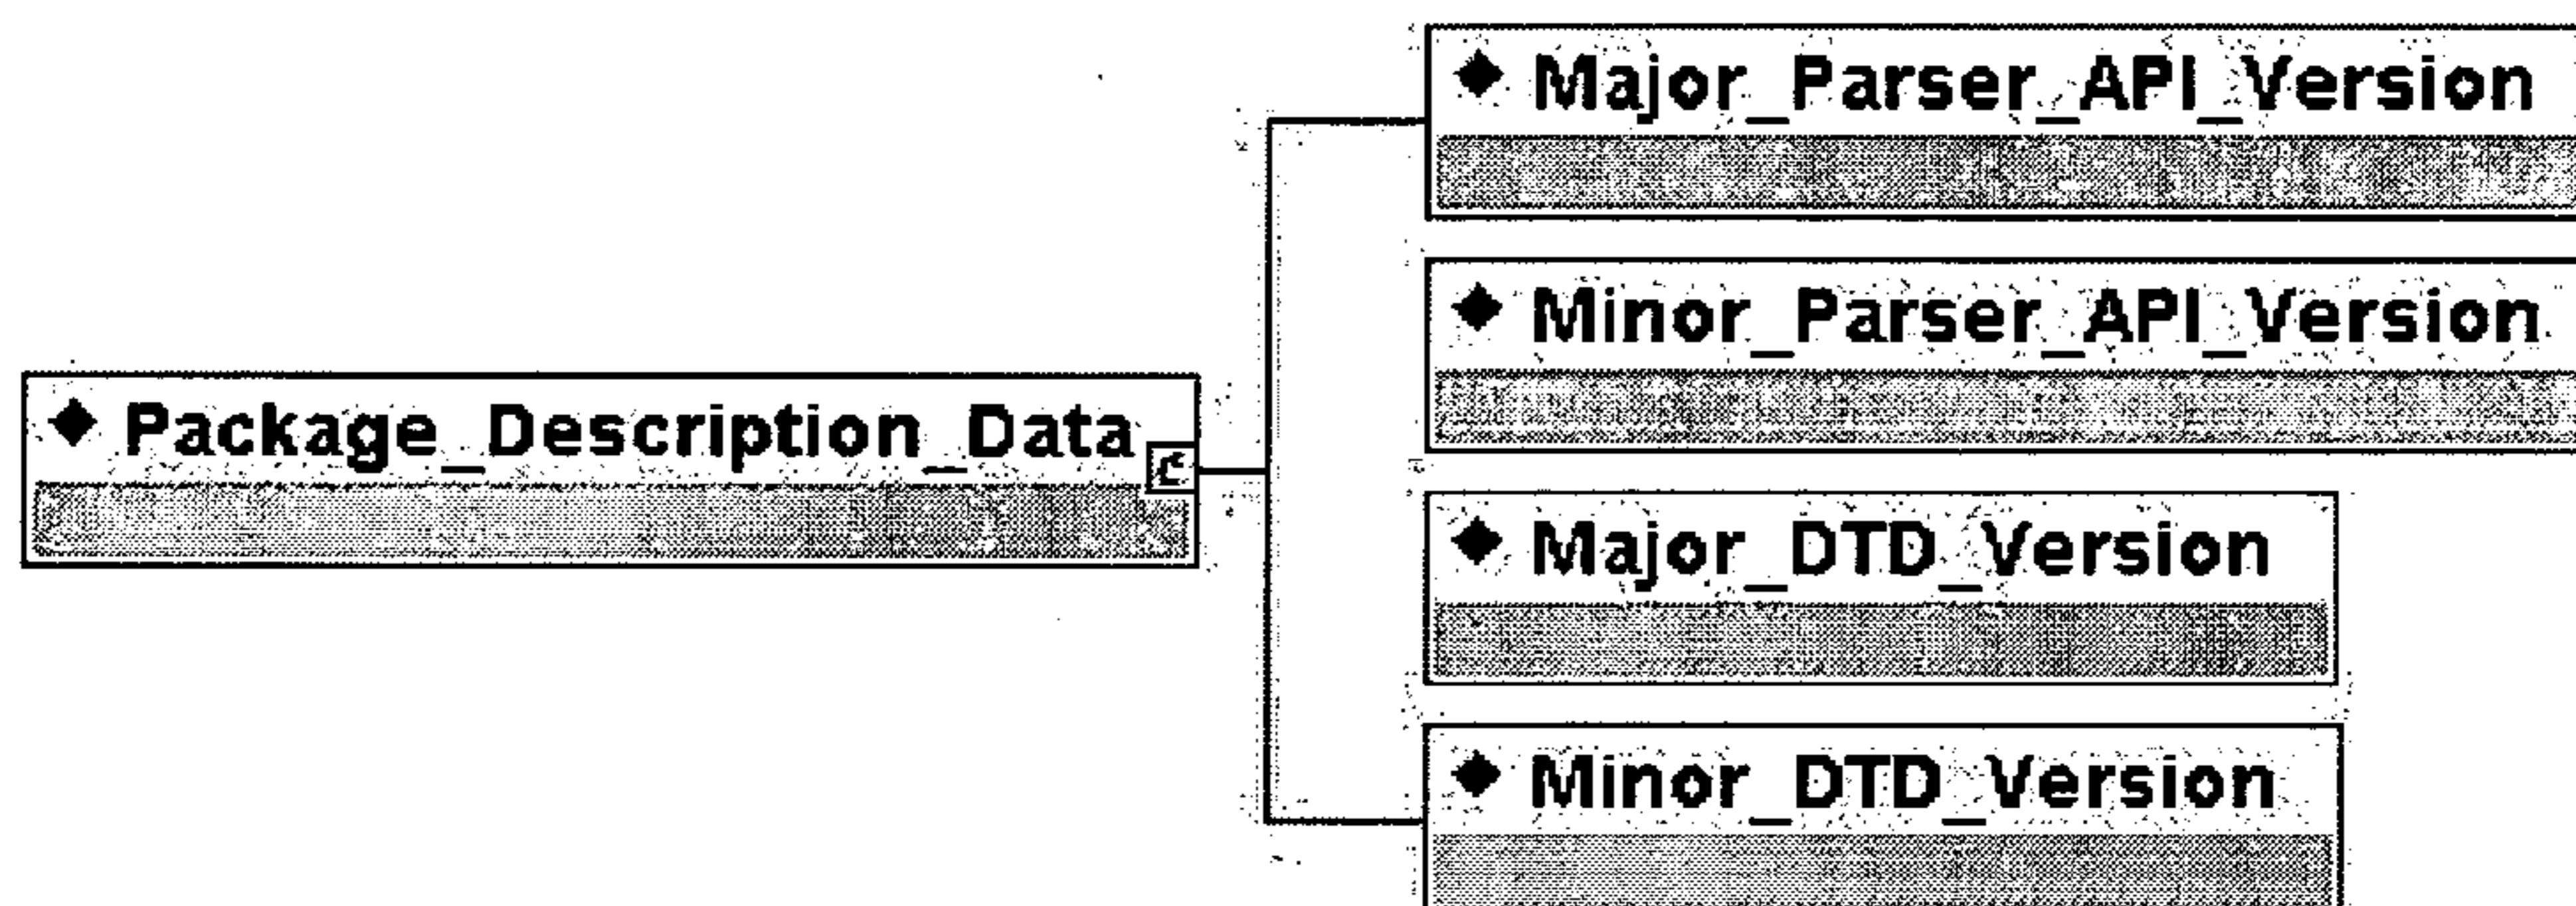 Major_Parser_API_Version
Minor_Parser_API_Version
Package_Description_Data
C
Major_DTD_Version
Minor_DTD_Version